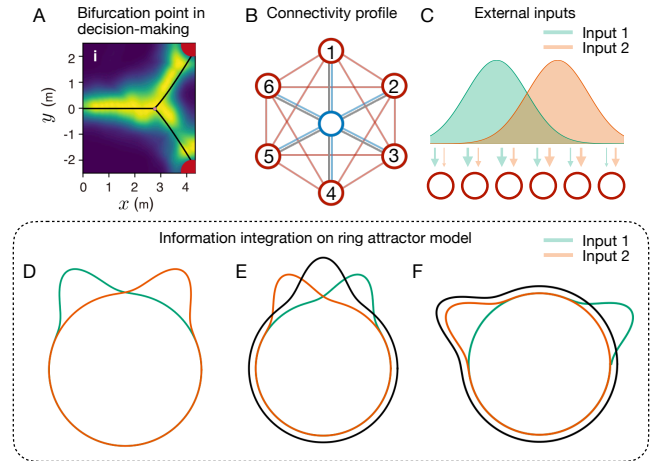 A
Bifurcation point in
decision-making
i
2
1
0
-1
-2
y (m)
0 1 2 3 4
x (m)
B
Connectivity profile
1
6
2
5
3
4
C
External inputs
Input 1
Input 2
Information integration on ring attractor model
Input 1
Input 2
D
E
F